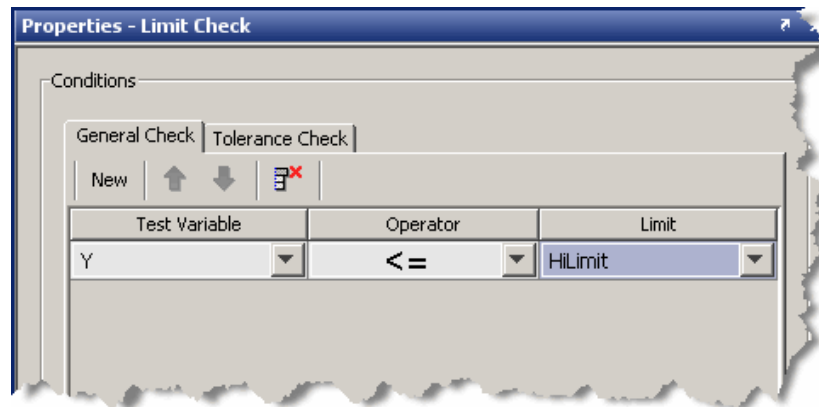 Properties - Limit Check
Conditions
General Check Tolerance Check
New
Test Variable Operator Limit
Y <= HiLimit